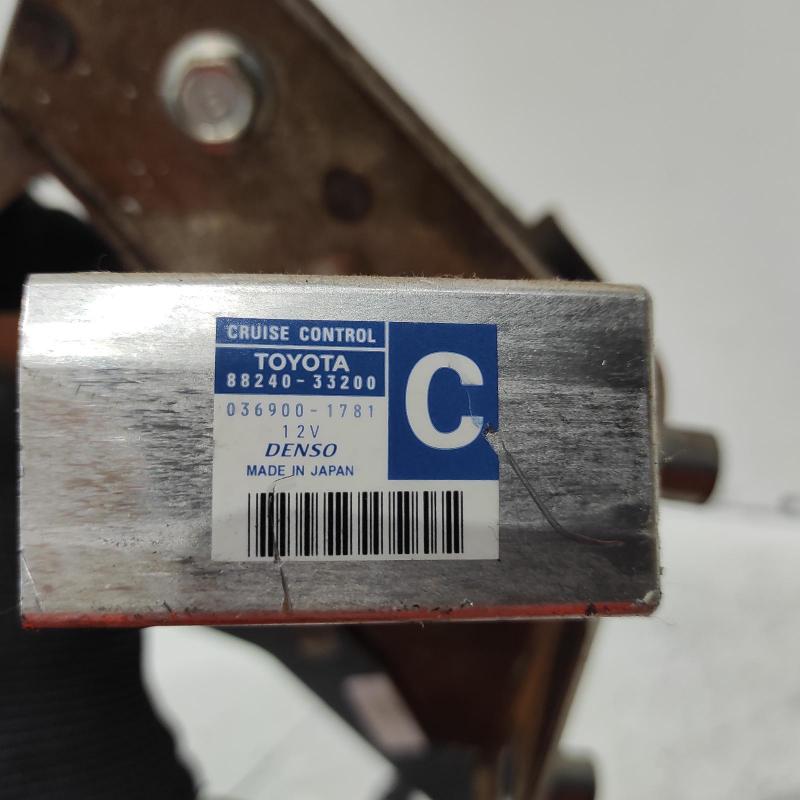 CRUISE CONTROL
TOYOTA
88240-33200
C
036900-1781
12V
DENSO
MADE IN JAPAN